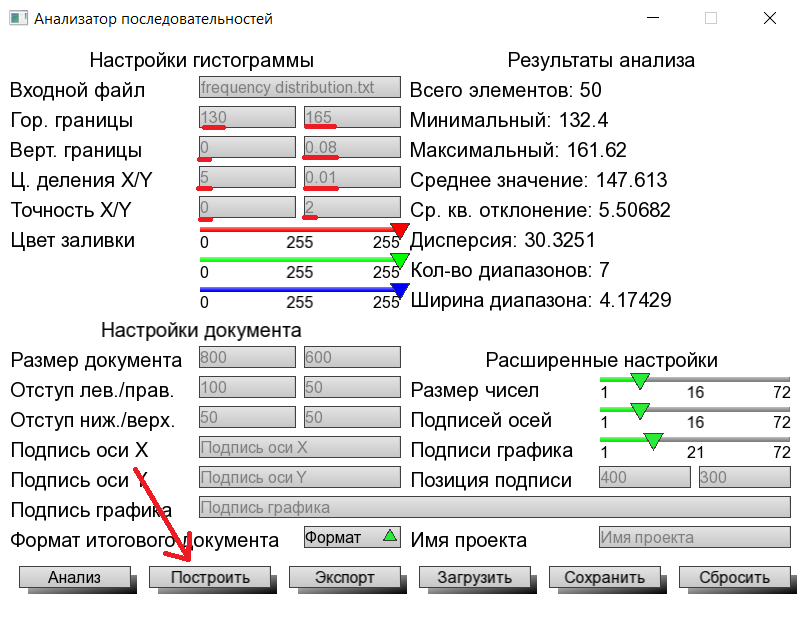 Анализатор последовательностей
Настройки гистограммы
Входной файл frequency distribution.txt
Гор. границы 130 165
Верт. границы 0 0.08
Ц. деления X/Y 5 0.01
Точность X/Y 0 2
Цвет заливки
0 255 255
0 255 255
0 255 255
Результаты анализа
Всего элементов: 50
Минимальный: 132.4
Максимальный: 161.62
Среднее значение: 147.613
Ср. кв. отклонение: 5.50682
Дисперсия: 30.3251
Кол-во диапазонов: 7
Ширина диапазона: 4.17429
Настройки документа
Размер документа 800 600
Отступ лев./прав. 100 50
Отступ ниж./верх. 50 50
Подпись оси X Подпись оси X
Подпись оси Y Подпись оси Y
Расширенные настройки
Размер чисел 1 16 72
Подписей осей 1 16 72
Подписи графика 1 21 72
Позиция подписи 400 300
Подпись графика Подпись графика
Формат итогового документа Формат Имя проекта Имя проекта
Анализ Построить Экспорт Загрузить Сохранить Сбросить